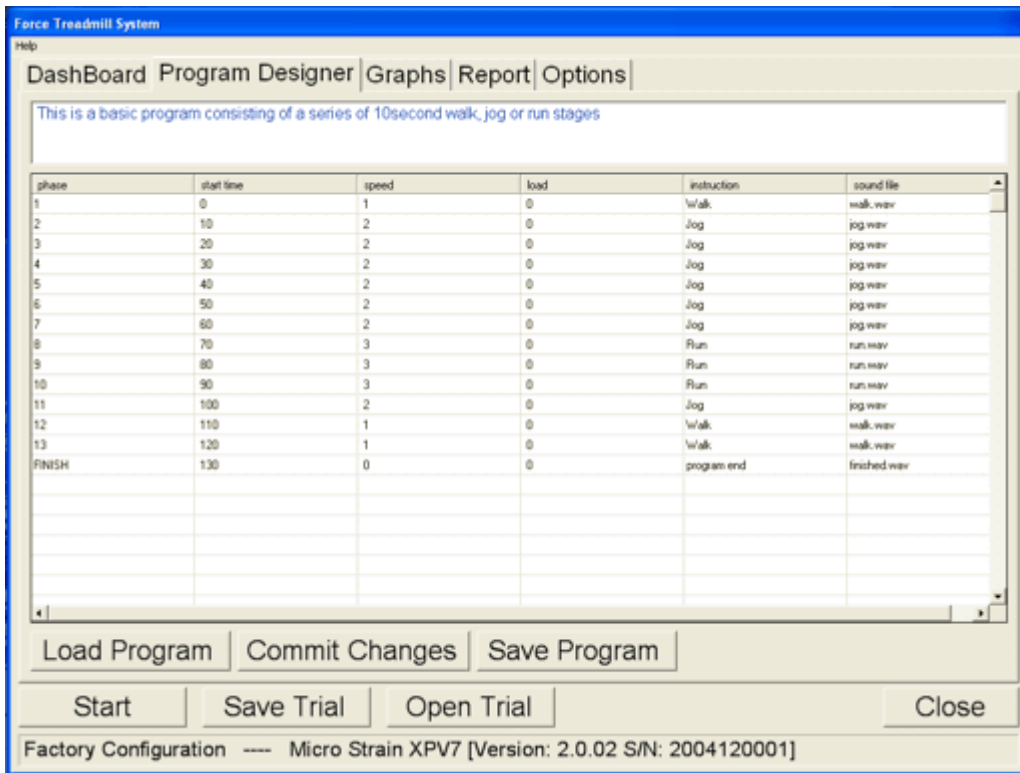 Force Treadmill System
Help
DashBoard Program Designer Graphs Report Options
This is a basic program consisting of a series of 10second walk, jog or run stages
phase start time speed load instruction sound file
1 0 1 0 Walk walk.wav
2 10 2 0 Jog jog.wav
3 20 2 0 Jog jog.wav
4 30 2 0 Jog jog.wav
5 40 2 0 Jog jog.wav
6 50 2 0 Jog jog.wav
7 60 2 0 Jog jog.wav
8 70 3 0 Run run.wav
9 80 3 0 Run run.wav
10 90 3 0 Run run.wav
11 100 2 0 Jog jog.wav
12 110 1 0 Walk walk.wav
13 120 1 0 Walk walk.wav
FINISH 130 0 0 program end finished.wav
Load Program Commit Changes Save Program
Start Save Trial Open Trial Close
Factory Configuration ---- Micro Strain XPV7 [Version: 2.0.02 S/N: 2004120001]